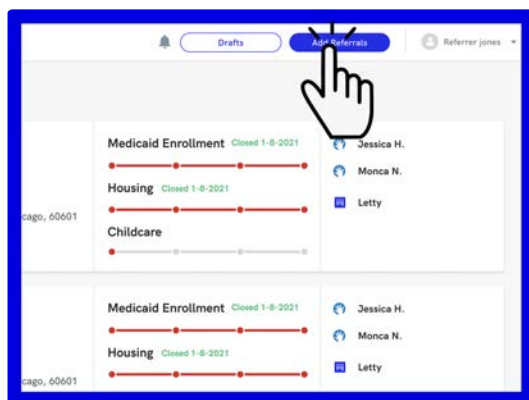 Drafts
Add Referrals
Referrer jones
Medicaid Enrollment Closed 1-8-2021
Housing Closed 1-8-2021
Childcare
cago, 60601
Jessica H.
Monca N.
Letty
Medicaid Enrollment Closed 1-8-2021
Housing Closed 1-8-2021
cago, 60601
Jessica H.
Monca N.
Letty